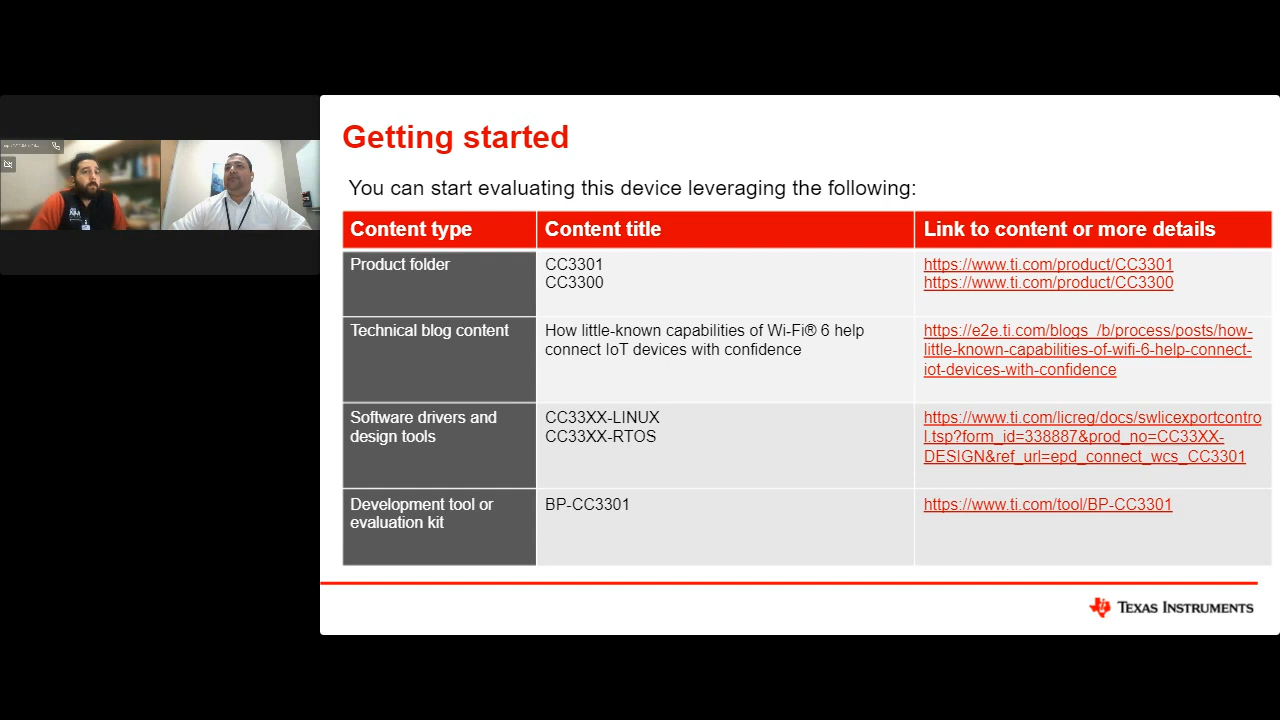 Getting started
You can start evaluating this device leveraging the following:
Content type
Content title
Link to content or more details
Product folder
CC3301
CC3300
https://www.ti.com/product/CC3301
https://www.ti.com/product/CC3300
Technical blog content
How little-known capabilities of Wi-Fi® 6 help
connect IoT devices with confidence
https://e2e.ti.com/blogs_/b/process/posts/how-
little-known-capabilities-of-wifi-6-help-connect-
iot-devices-with-confidence
Software drivers and
design tools
CC33XX-LINUX
CC33XX-RTOS
https://www.ti.com/licreg/docs/swlicexportcontro
l.tsp?form_id=338887&prod_no=CC33XX-
DESIGN&ref_url=epd_connect_wcs_CC3301
Development tool or
evaluation kit
BP-CC3301
https://www.ti.com/tool/BP-CC3301
TEXAS INSTRUMENTS